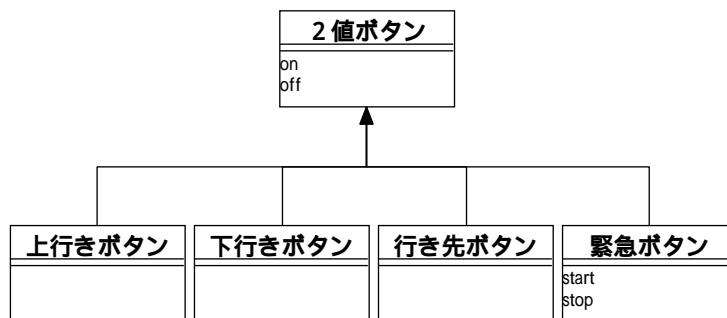 2値ボタン
on
off
上行きボタン
下行きボタン
行き先ボタン
緊急ボタン
start
stop